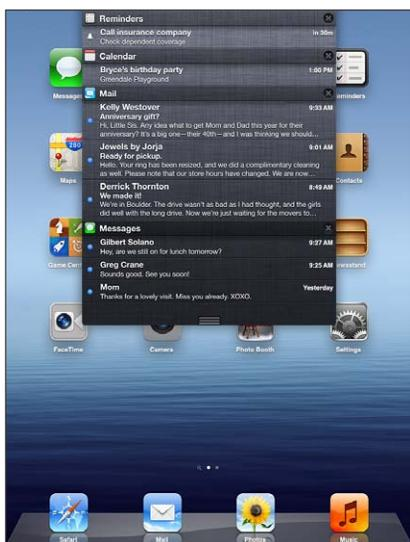 Reminders
Call insurance company in 30m
Check dependent coverage
Calendar
Bryce's birthday party 1:00 PM
Greendale Playground
Mail
Kelly Westover 9:33 AM
Anniversary gift?
Hi, Little Sis. Any idea what to get Mom and Dad this year for their
anniversary? It's a big one—their 40th—and I was thinking we should...
Jewels by Jorja 9:01 AM
Ready for pickup.
Hello. Your ring has been resized, and we did a complimentary cleaning
as well. Please note that our store hours have changed. We are now...
Derrick Thornton 8:49 AM
We made it!
We're in Boulder. The drive wasn't as bad as I had thought, and the girls
did well with the long drive. Now we're just waiting for the movers to...
Messages
Gilbert Solano 9:27 AM
Hey, are we still on for lunch tomorrow?
Greg Crane 9:25 AM
Sounds good. See you soon!
Mom Yesterday
Thanks for a lovely visit. Miss you already. XOXO.
Messages
eminders
Maps
280
Contacts
Game Cent
ewsstand
FaceTime
Camera
Photo Booth
Settings
Safari
Mail
Photos
Music